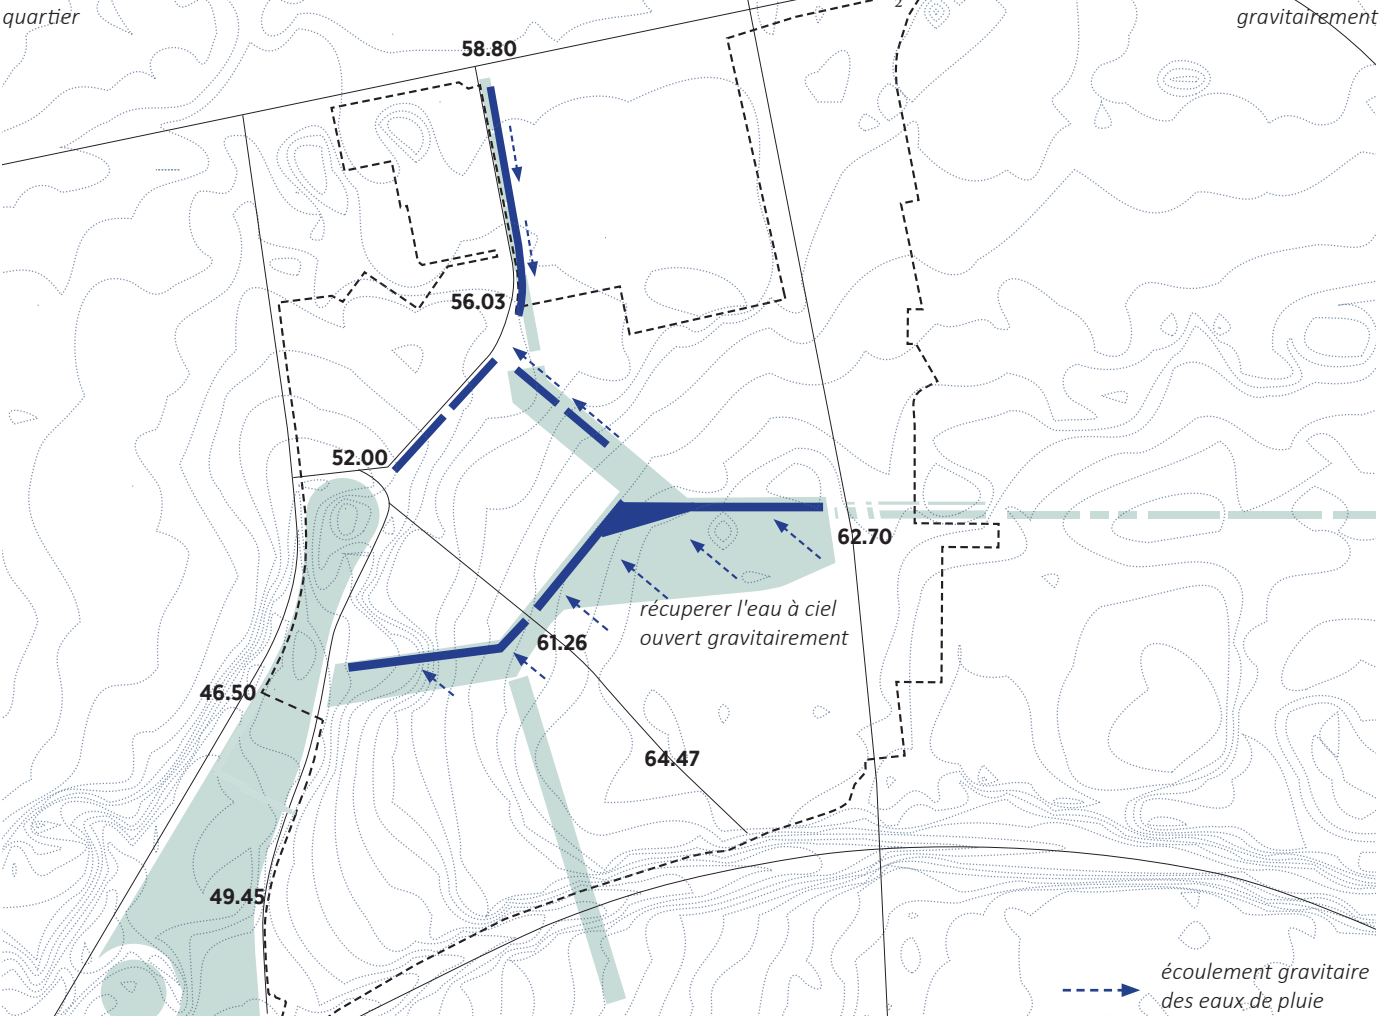 quartier
gravitairement
2
58.80
56.03
52.00
62.70
récuperer l'eau à ciel
ouvert gravitairement
61.26
46.50
64.47
49.45
écoulement gravitaire
des eaux de pluie